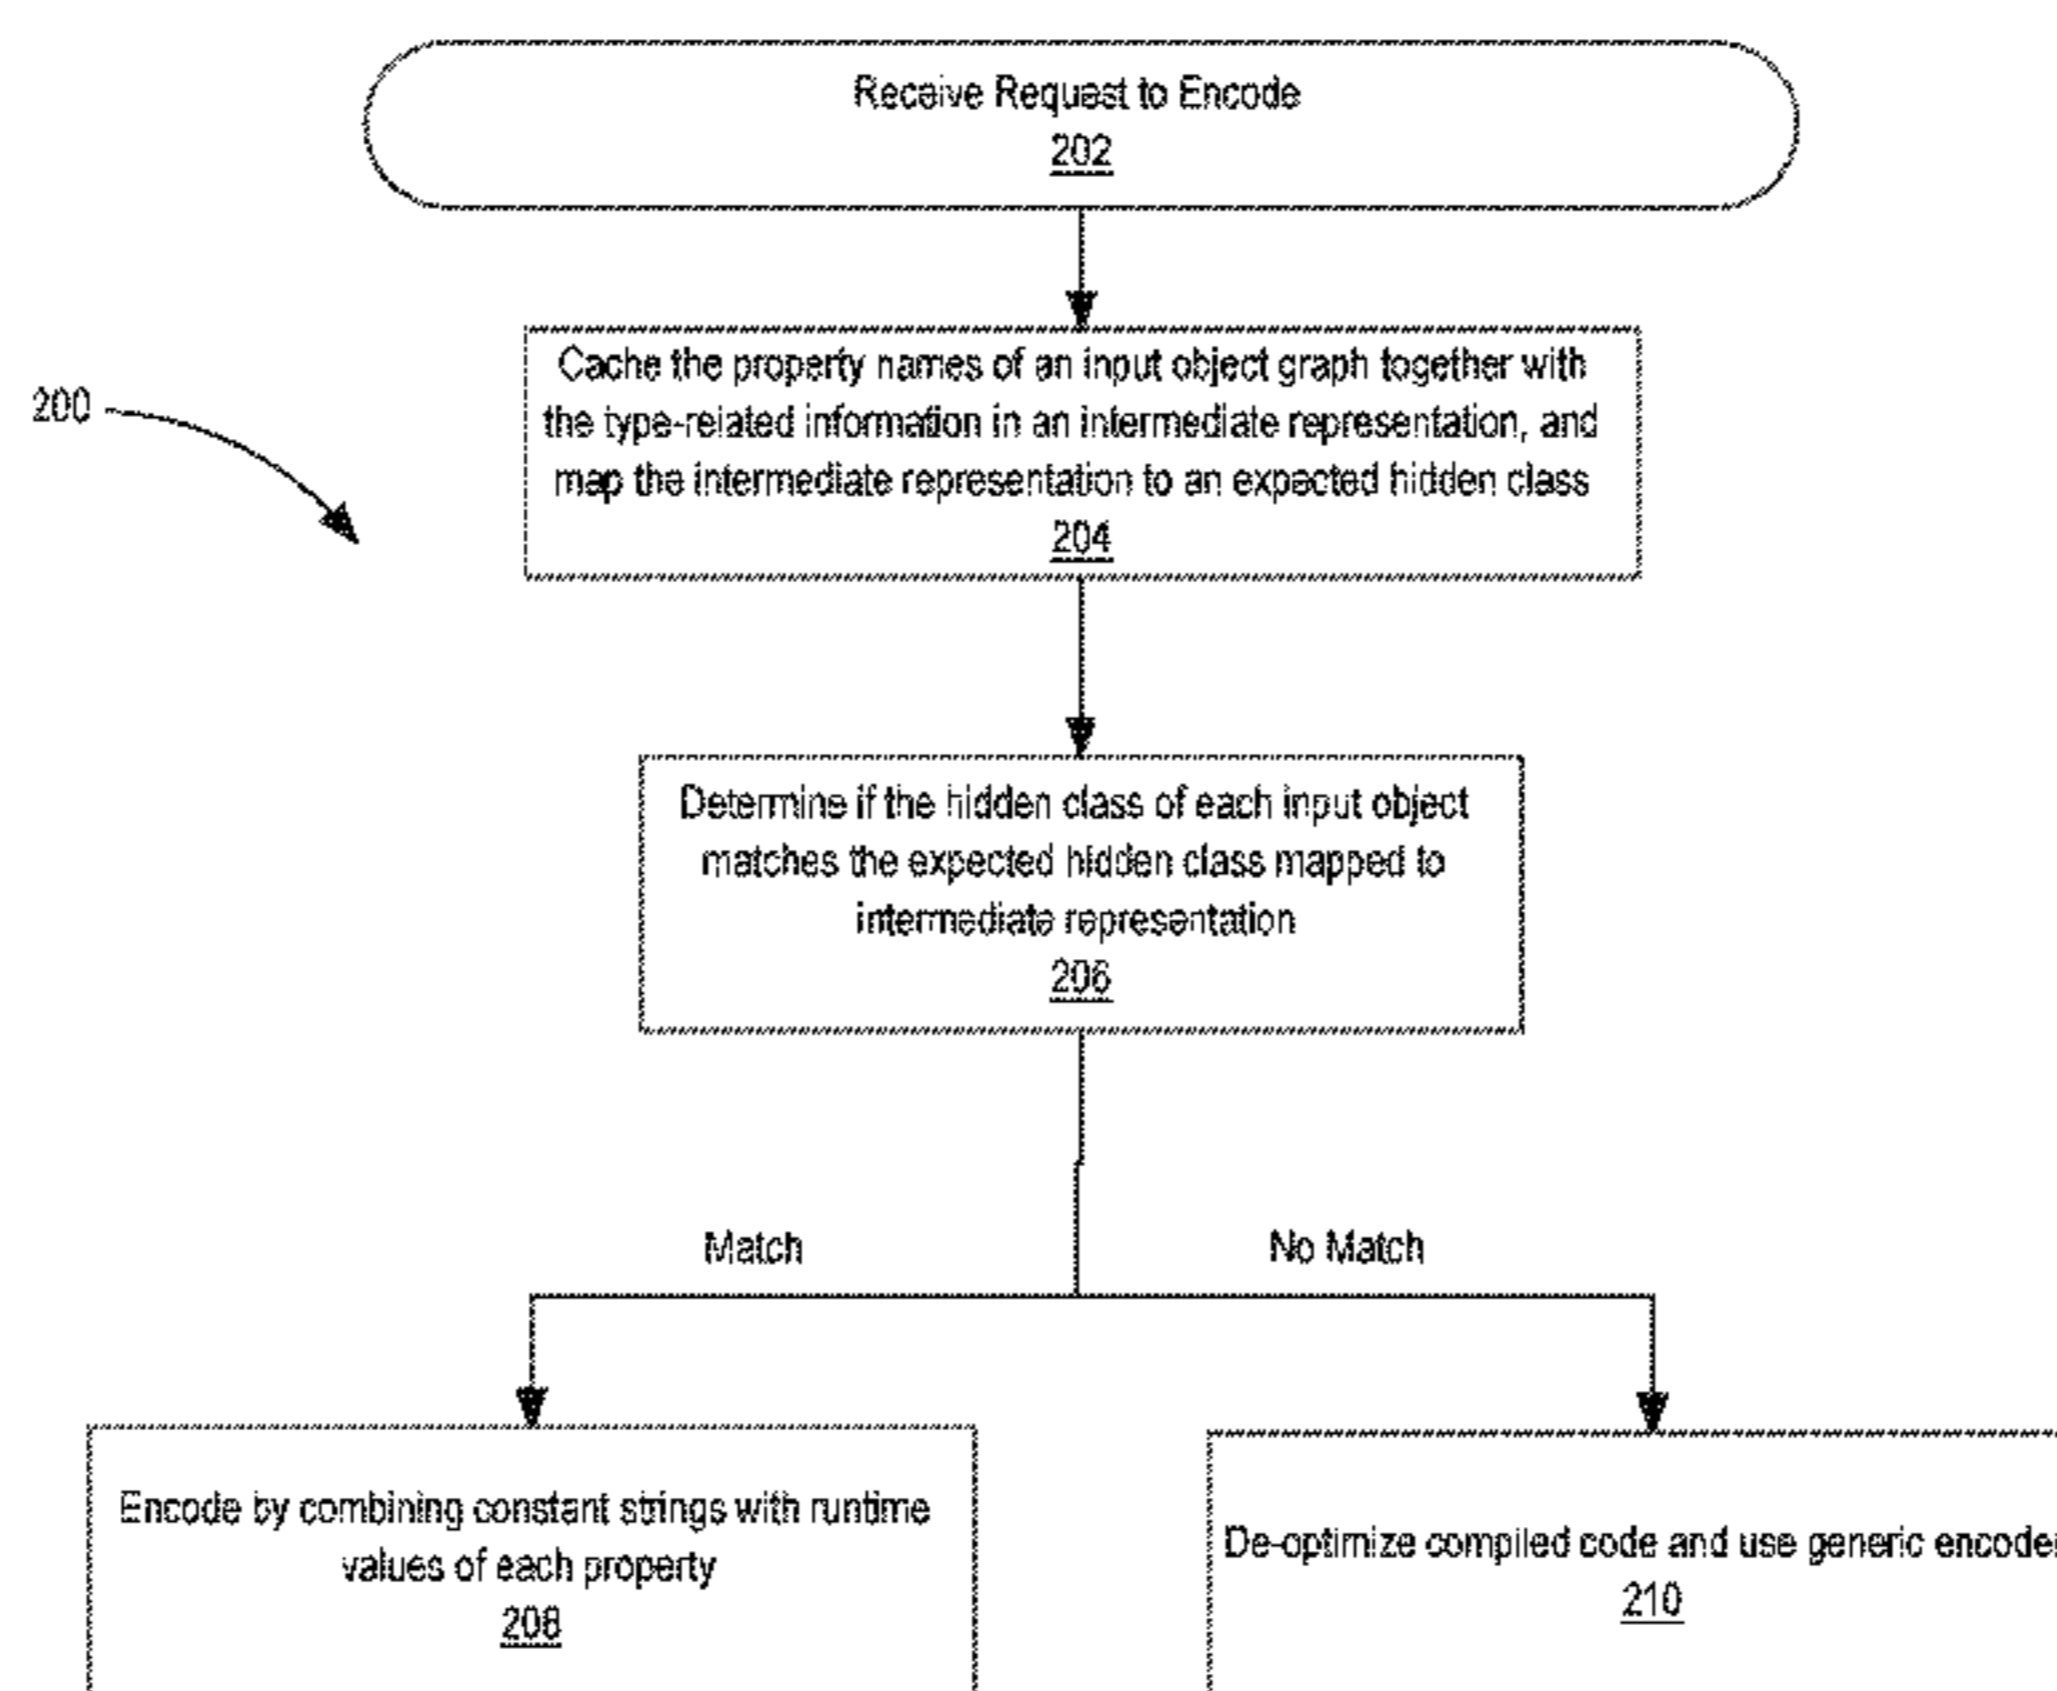 Receive Request to Encode
202
200
Cache the property names of an input object graph together with
the type-related information in an intermediate representation, and
map the intermediate representation to an expected hidden class
204
Determine if the hidden class of each input object
matches the expected hidden class mapped to
intermediate representation
206
Match
No Match
Encode by combining constant strings with runtime
values of each property
208
De-optimize compiled code and use generic encoder
210